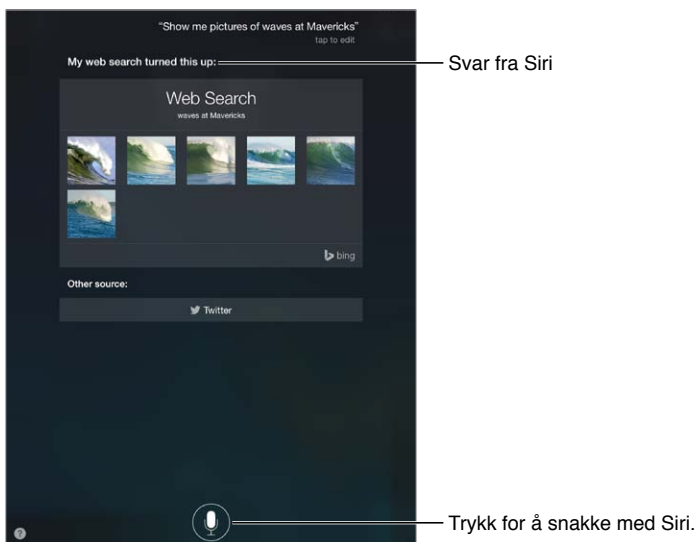 “Show me pictures of waves at Mavericks”
tap to edit
My web search turned this up:
Svar fra Siri
Web Search
waves at Mavericks
bing
Other source:
Twitter
?
Trykk for å snakke med Siri.